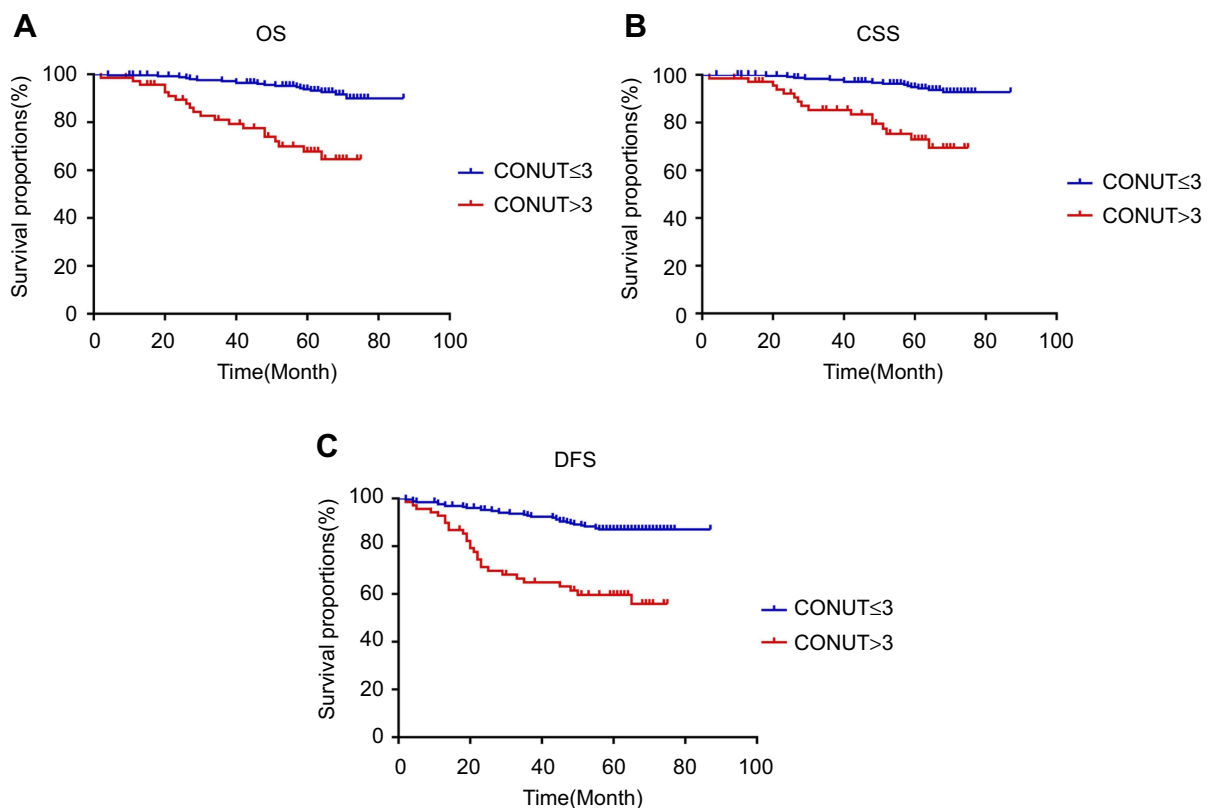 A
OS
Survival proportions(%)
100
80
60
40
20
0
0 20 40 60 80 100
Time(Month)
CONUT≤3
CONUT>3
B
CSS
Survival proportions(%)
100
80
60
40
20
0
0 20 40 60 80 100
Time(Month)
CONUT≤3
CONUT>3
C
DFS
Survival proportions(%)
100
80
60
40
20
0
0 20 40 60 80 100
Time(Month)
CONUT≤3
CONUT>3